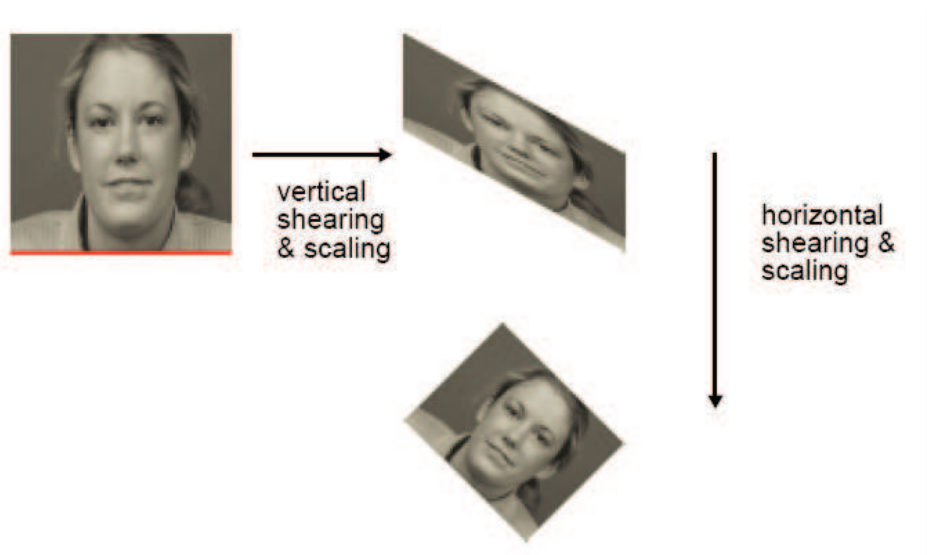 vertical
shearing
& scaling
horizontal
shearing &
scaling